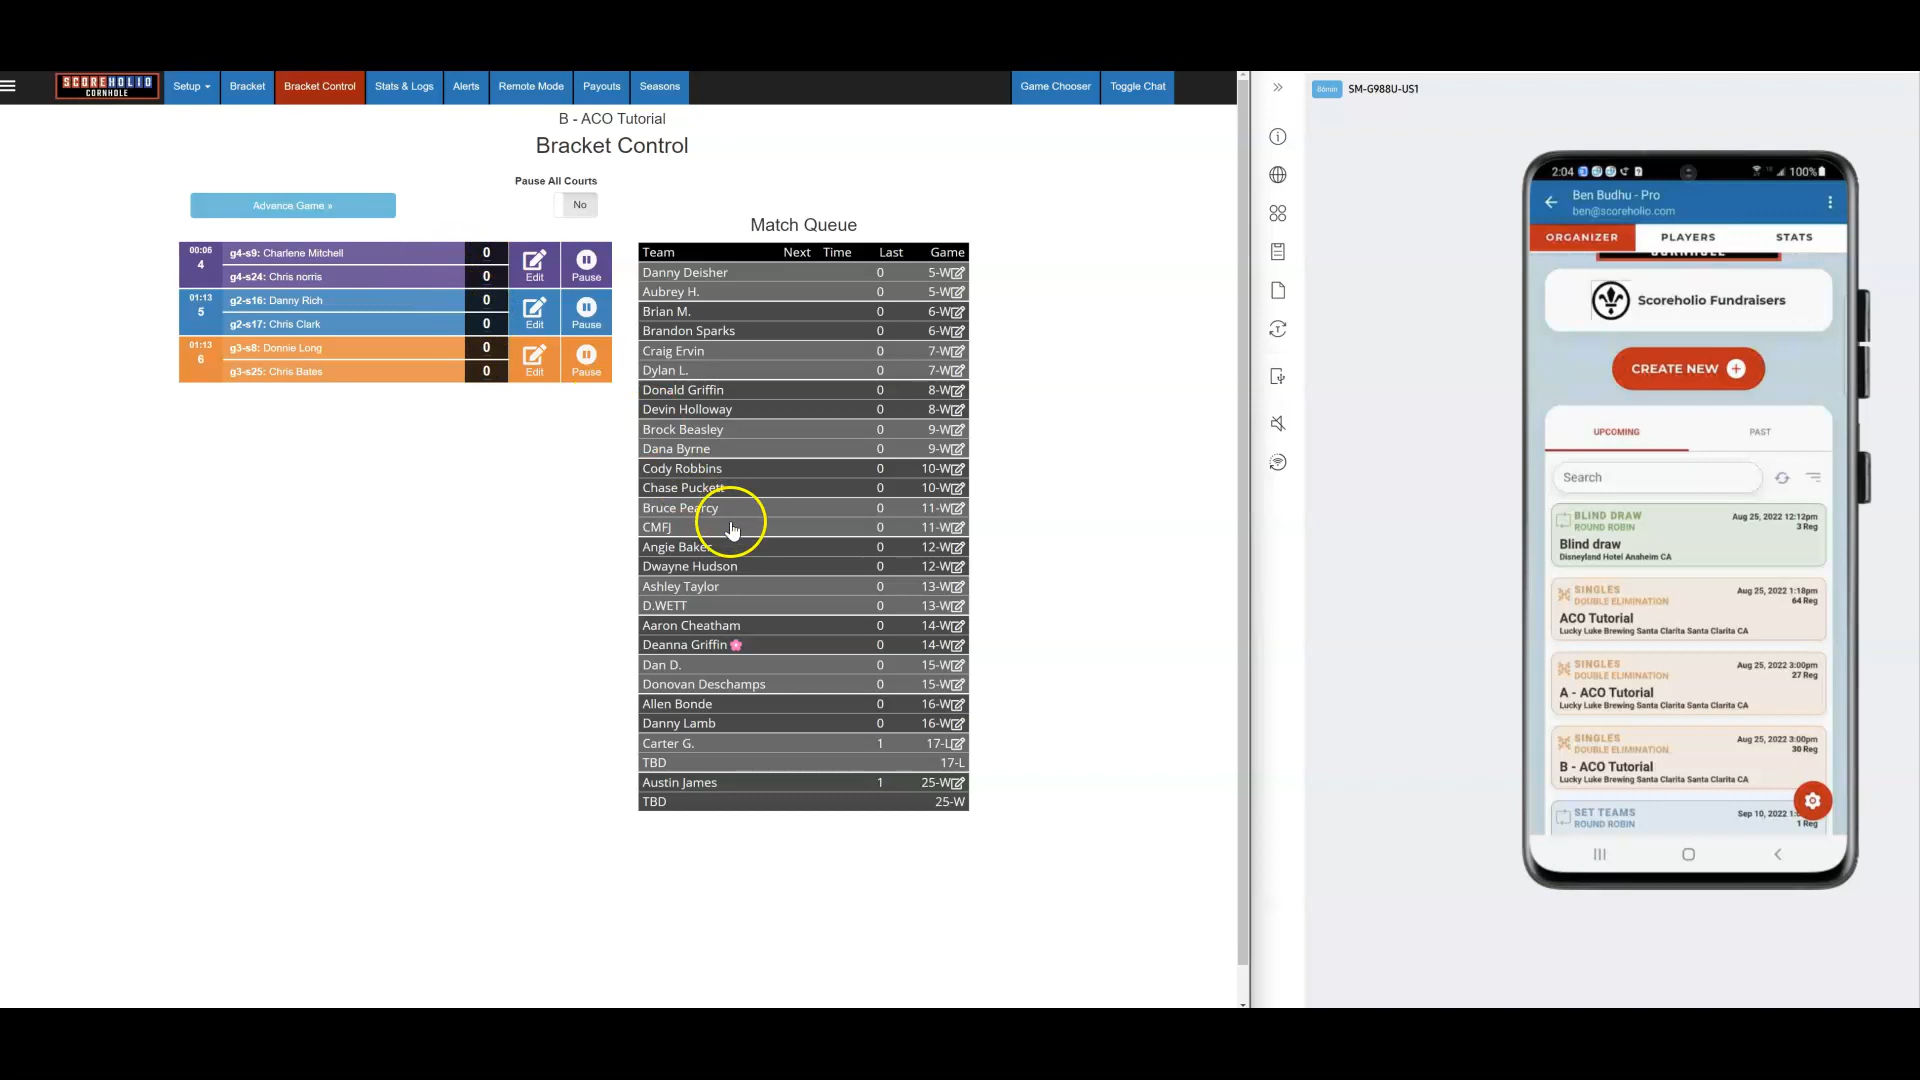 SCOREHOLIO
CORNHOLE
Setup
Bracket
Bracket Control
Stats & Logs
Alerts
Remote Mode
Payouts
Seasons
Game Chooser
Toggle Chat
B - ACO Tutorial
Bracket Control
Pause All Courts
Advance Game »
No
00:06
4
g4-s9: Charlene Mitchell 0
g4-s24: Chris norris 0
Edit
Pause
01:13
5
g2-s16: Danny Rich 0
g2-s17: Chris Clark 0
Edit
Pause
01:13
6
g3-s8: Donnie Long 0
g3-s25: Chris Bates 0
Edit
Pause
Match Queue
Team Next Time Last Game
Danny Deisher 0 5-W
Aubrey H. 0 5-W
Brian M. 0 6-W
Brandon Sparks 0 6-W
Craig Ervin 0 7-W
Dylan L. 0 7-W
Donald Griffin 0 8-W
Devin Holloway 0 8-W
Brock Beasley 0 9-W
Dana Byrne 0 9-W
Cody Robbins 0 10-W
Chase Puckett 0 10-W
Bruce Pearcy 0 11-W
CMFJ 0 11-W
Angie Baker 0 12-W
Dwayne Hudson 0 12-W
Ashley Taylor 0 13-W
D.WETT 0 13-W
Aaron Cheatham 0 14-W
Deanna Griffin🌸 0 14-W
Dan D. 0 15-W
Donovan Deschamps 0 15-W
Allen Bonde 0 16-W
Danny Lamb 0 16-W
Carter G. 1 17-L
TBD 17-L
Austin James 1 25-W
TBD 25-W
86mm SM-G988U-US1
2:04 100%
Ben Budhu - Pro
ben@scoreholio.com
ORGANIZER PLAYERS STATS
CORNHOLE
Scoreholio Fundraisers
CREATE NEW
UPCOMING PAST
Search
BLIND DRAW Aug 25, 2022 12:12pm
ROUND ROBIN 3 Reg
Blind draw
Disneyland Hotel Anaheim CA
SINGLES Aug 25, 2022 1:18pm
DOUBLE ELIMINATION 64 Reg
ACO Tutorial
Lucky Luke Brewing Santa Clarita Santa Clarita CA
SINGLES Aug 25, 2022 3:00pm
DOUBLE ELIMINATION 27 Reg
A - ACO Tutorial
Lucky Luke Brewing Santa Clarita Santa Clarita CA
SINGLES Aug 25, 2022 3:00pm
DOUBLE ELIMINATION 30 Reg
B - ACO Tutorial
Lucky Luke Brewing Santa Clarita Santa Clarita CA
SET TEAMS Sep 10, 2022 1:
ROUND ROBIN 1 Reg